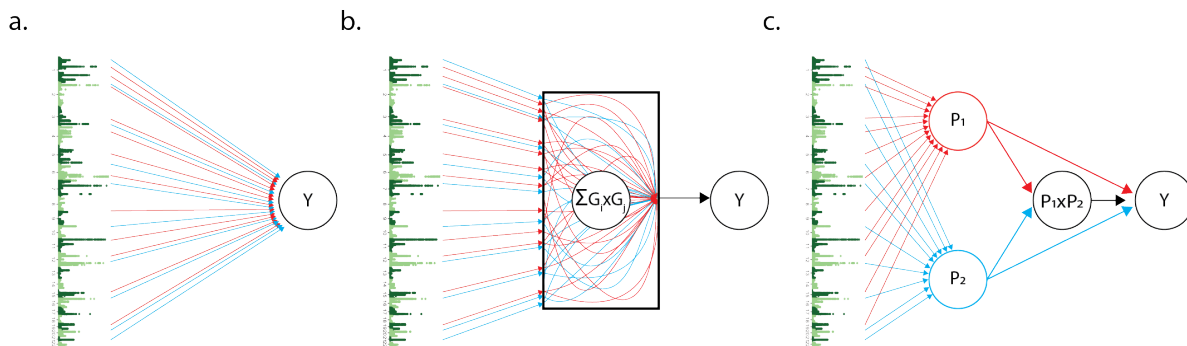 a.
Y
b.
ΣGᵢxGⱼ
Y
c.
P₁
P₁xP₂
Y
P₂